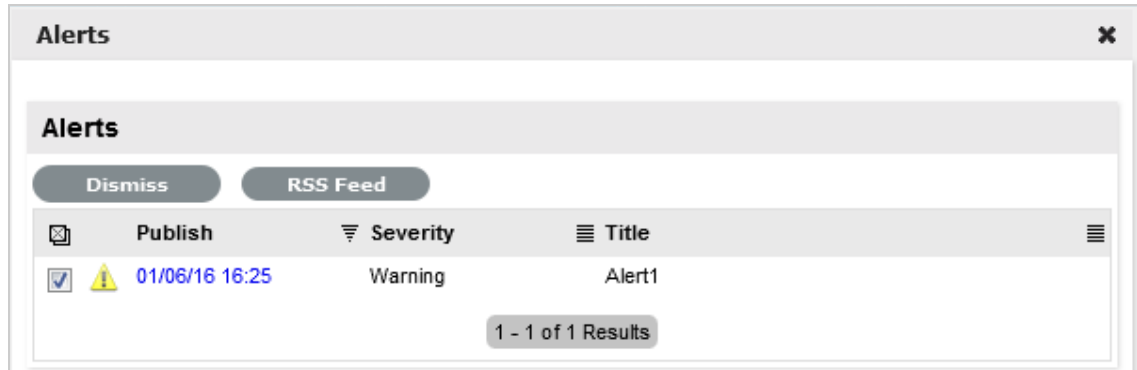 Alerts
Alerts
Dismiss RSS Feed
Publish Severity Title
01/06/16 16:25 Warning Alert1
1 - 1 of 1 Results